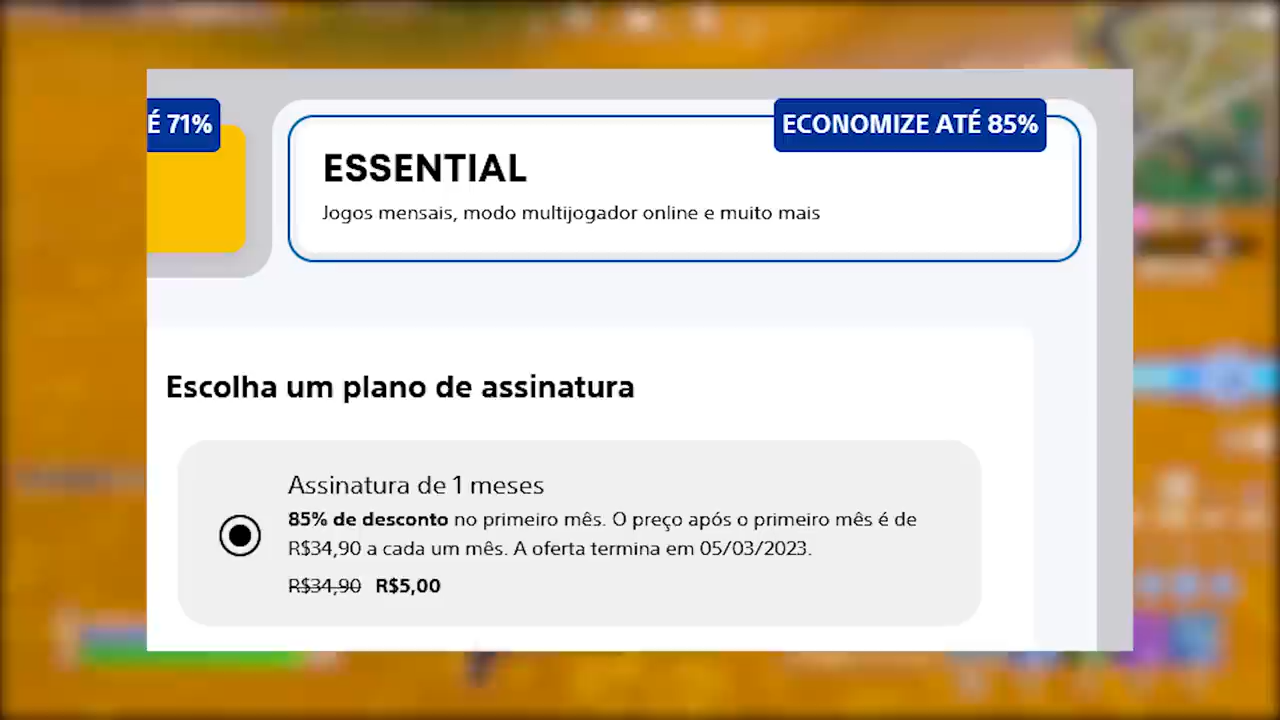 É 71%
ECONOMIZE ATÉ 85%
ESSENTIAL
Jogos mensais, modo multijogador online e muito mais
Escolha um plano de assinatura
Assinatura de 1 meses
85% de desconto no primeiro mês. O preço após o primeiro mês é de
R$34,90 a cada um mês. A oferta termina em 05/03/2023.
R$34,90 R$5,00